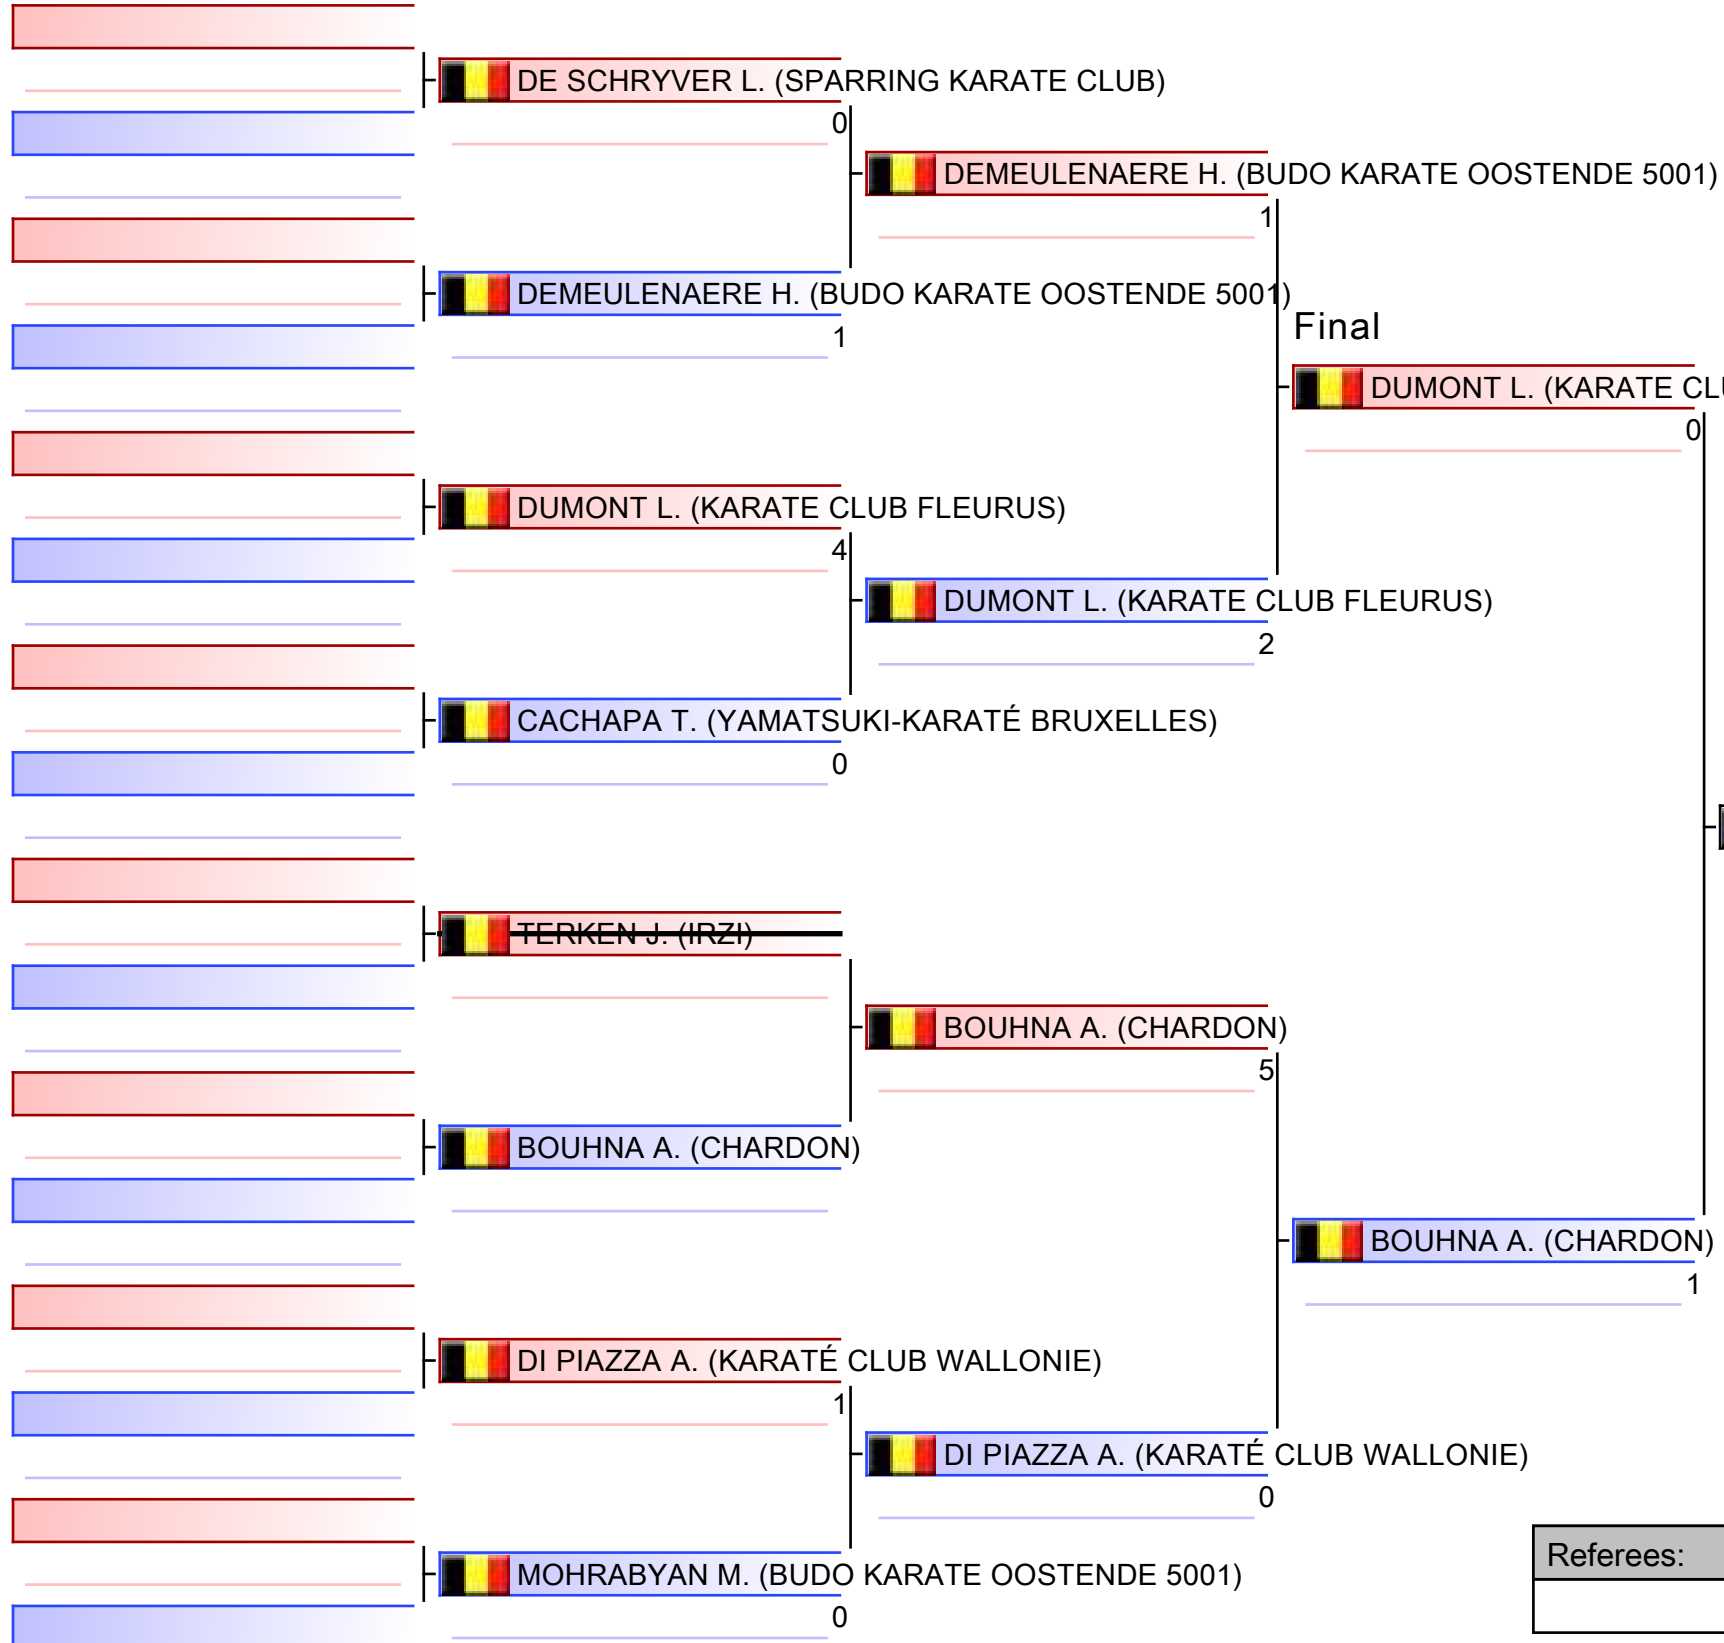 DE SCHRYVER L. (SPARRING KARATE CLUB)
0
DEMEULENAERE H. (BUDO KARATE OOSTENDE 5001)
1
DEMEULENAERE H. (BUDO KARATE OOSTENDE 5001)
1
Final
DUMONT L. (KARATE CLU
0
DUMONT L. (KARATE CLUB FLEURUS)
4
DUMONT L. (KARATE CLUB FLEURUS)
2
CACHAPA T. (YAMATSUKI-KARATÉ BRUXELLES)
0
TERKEN J. (IRZI)
BOUHNA A. (CHARDON)
5
BOUHNA A. (CHARDON)
BOUHNA A. (CHARDON)
1
DI PIAZZA A. (KARATÉ CLUB WALLONIE)
1
DI PIAZZA A. (KARATÉ CLUB WALLONIE)
0
MOHRABYAN M. (BUDO KARATE OOSTENDE 5001)
0
Referees: